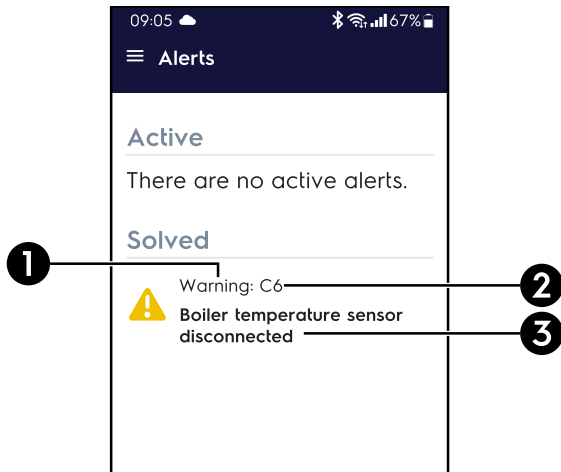 09:05 67%
Alerts
Active
There are no active alerts.
Solved
1
Warning: C6
2
Boiler temperature sensor
disconnected
3